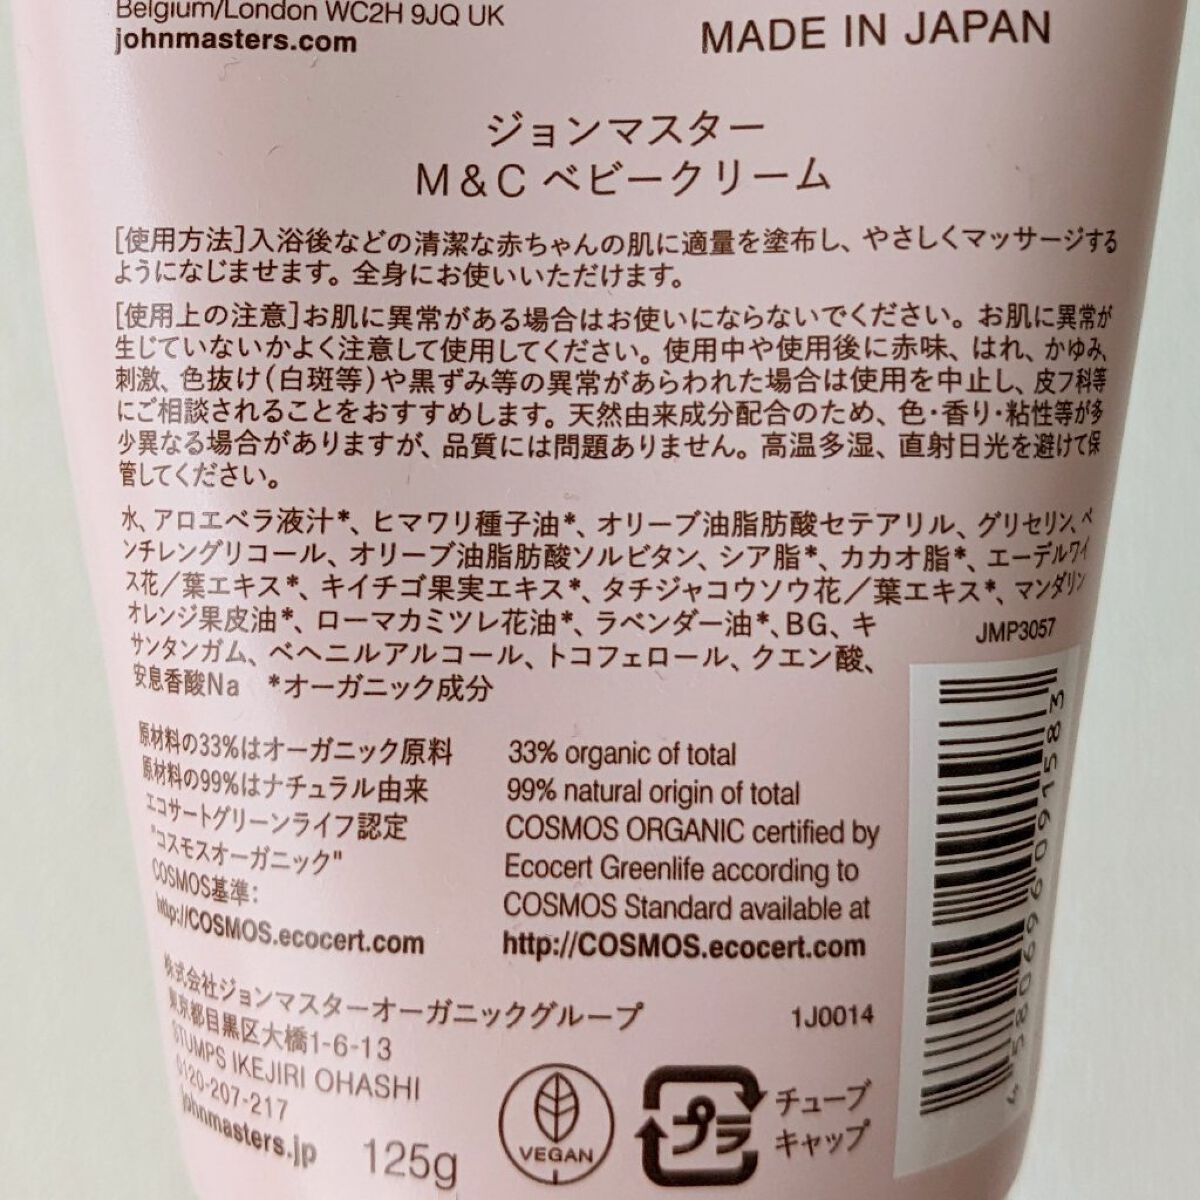 Belgium/London WC2H 9JQ UK
johnmasters.com
MADE IN JAPAN
ジョンマスター
M&C ベビークリーム
[使用方法]入浴後などの清潔な赤ちゃんの肌に適量を塗布し、やさしくマッサージする
ようになじませます。全身にお使いいただけます。
[使用上の注意]お肌に異常がある場合はお使いにならないでください。お肌に異常が
生じていないかよく注意して使用してください。使用中や使用後に赤味、はれ、かゆみ、
刺激、色抜け(白斑等)や黒ずみ等の異常があらわれた場合は使用を中止し、皮フ科等
にご相談されることをおすすめします。天然由来成分配合のため、色・香り・粘性等が多
少異なる場合がありますが、品質には問題ありません。高温多湿、直射日光を避けて保
管してください。
水、アロエベラ液汁*、ヒマワリ種子油*、オリーブ油脂肪酸セテアリル、グリセリン、ペ
ンチレングリコール、オリーブ油脂肪酸ソルビタン、シア脂*、カカオ脂*、エーデルワイ
ス花/葉エキス*、キイチゴ果実エキス*、タチジャコウソウ花/葉エキス*、マンダリン
オレンジ果皮油*、ローマカミツレ花油*、ラベンダー油*、BG、キ
サンタンガム、ベヘニルアルコール、トコフェロール、クエン酸、
安息香酸Na *オーガニック成分
JMP3057
原材料の33%はオーガニック原料
原材料の99%はナチュラル由来
エコサートグリーンライフ認定
"コスモスオーガニック"
COSMOS基準:
http://COSMOS.ecocert.com
33% organic of total
99% natural origin of total
COSMOS ORGANIC certified by
Ecocert Greenlife according to
COSMOS Standard available at
http://COSMOS.ecocert.com
4580699691583
株式会社ジョンマスターオーガニックグループ
東京都目黒区大橋1-6-13
STUMPS IKEJIRI OHASHI
0120-207-217
johnmasters.jp
125g
1J0014
VEGAN
プラ
チューブ
キャップ